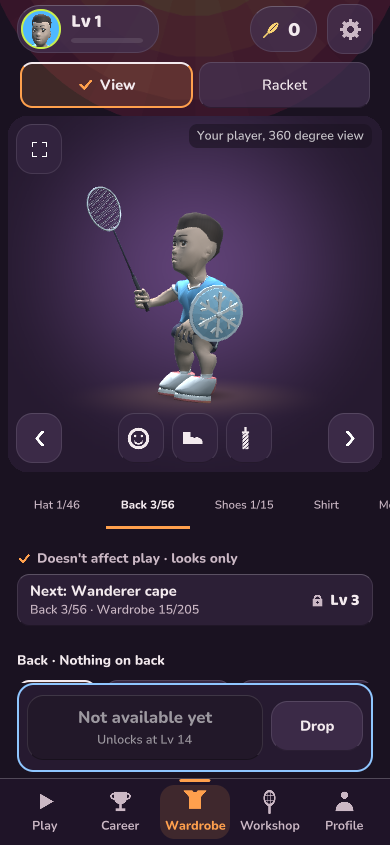 Lv 1
0
View
Racket
Your player, 360 degree view
Hat 1/46
Back 3/56
Shoes 1/15
Shirt
Doesn't affect play · looks only
Next: Wanderer cape
Back 3/56 · Wardrobe 15/205
Lv 3
Back · Nothing on back
Not available yet
Unlocks at Lv 14
Drop
Play
Career
Wardrobe
Workshop
Profile